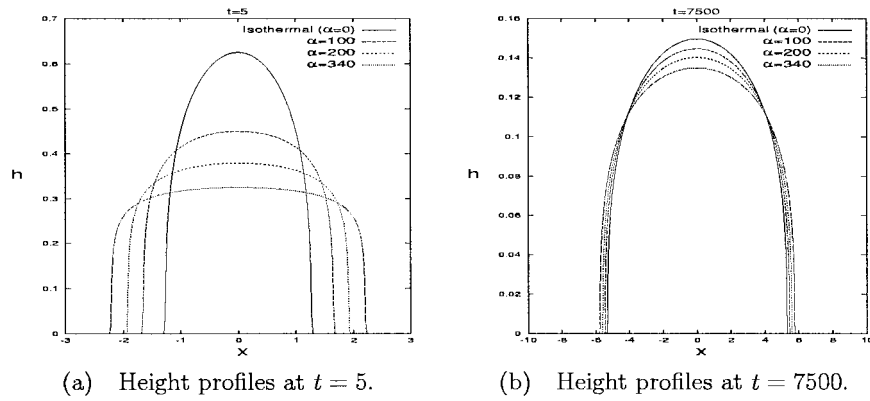 t=5
0.7
0.6
0.5
0.4
0.3
0.2
0.1
0
h
-3
-2
-1
0
1
2
3
x
Isothermal (α=0)
α=100
α=200
α=340
(a) Height profiles at t = 5.
t=7500
0.16
0.14
0.12
0.1
0.08
0.06
0.04
0.02
0
h
-10
-8
-6
-4
-2
0
2
4
6
8
10
x
Isothermal (α=0)
α=100
α=200
α=340
(b) Height profiles at t = 7500.